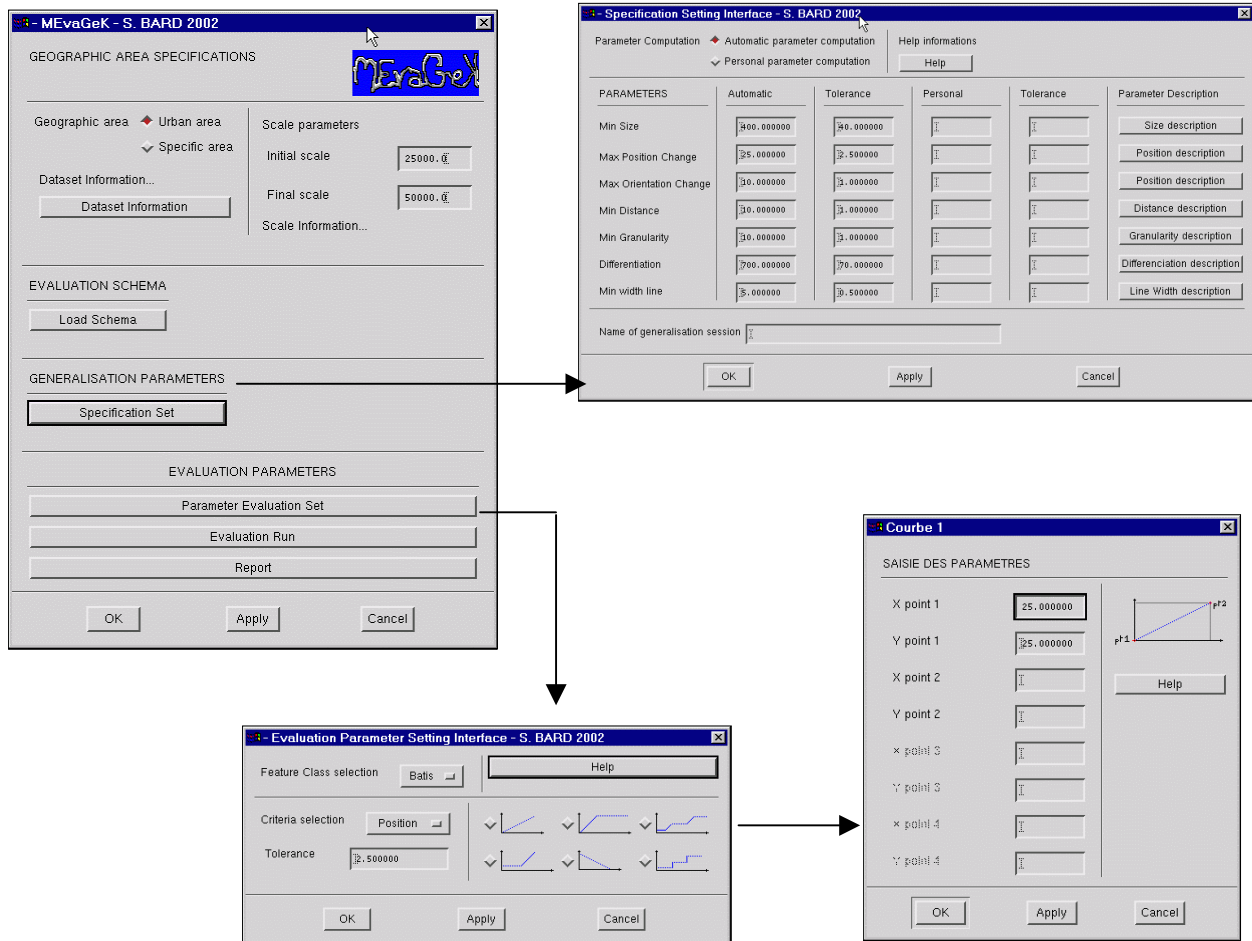 - MEvaGeK - S. BARD 2002
GEOGRAPHIC AREA SPECIFICATIONS
MEvaGeK
Geographic area
Urban area
Specific area
Dataset Information...
Dataset Information
Scale parameters
Initial scale
25000.0
Final scale
50000.0
Scale Information...
EVALUATION SCHEMA
Load Schema
GENERALISATION PARAMETERS
Specification Set
EVALUATION PARAMETERS
Parameter Evaluation Set
Evaluation Run
Report
OK Apply Cancel
- Specification Setting Interface - S. BARD 2002
Parameter Computation
Automatic parameter computation
Personal parameter computation
Help informations
Help
PARAMETERS Automatic Tolerance Personal Tolerance Parameter Description
Min Size 400.000000 40.000000 Size description
Max Position Change 25.000000 2.500000 Position description
Max Orientation Change 10.000000 1.000000 Position description
Min Distance 10.000000 1.000000 Distance description
Min Granularity 10.000000 1.000000 Granularity description
Differentiation 700.000000 70.000000 Differenciation description
Min width line 5.000000 0.500000 Line Width description
Name of generalisation session
OK Apply Cancel
- Evaluation Parameter Setting Interface - S. BARD 2002
Feature Class selection Batis
Help
Criteria selection Position
Tolerance 2.500000
OK Apply Cancel
Courbe 1
SAISIE DES PARAMETRES
X point 1 25.000000
Y point 1 25.000000
X point 2
Y point 2
X point 3
Y point 3
X point 4
Y point 4
pt1
pt2
Help
OK Apply Cancel